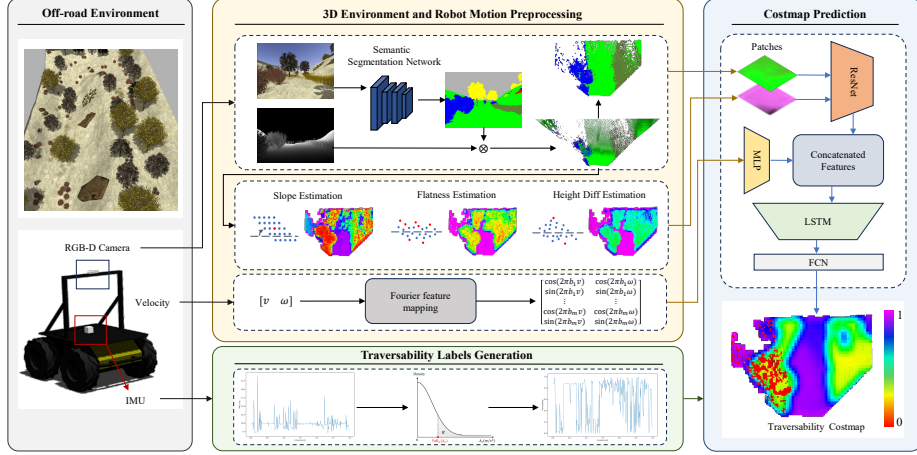 Off-road Environment
3D Environment and Robot Motion Preprocessing
Costmap Prediction
Semantic
Segmentation Network
Patches
ResNet
⊗
MLP
Concatenated
Features
Slope Estimation
Flatness Estimation
Height Diff Estimation
LSTM
RGB-D Camera
FCN
Velocity
[v ω]
Fourier feature
mapping
cos(2πb₁v) cos(2πb₁ω)
sin(2πb₁v) sin(2πb₁ω)
⋮ ⋮
cos(2πbₘv) cos(2πbₘω)
sin(2πbₘv) sin(2πbₘω)
1
0
Traversability Labels Generation
IMU
Density
Traversability Costmap